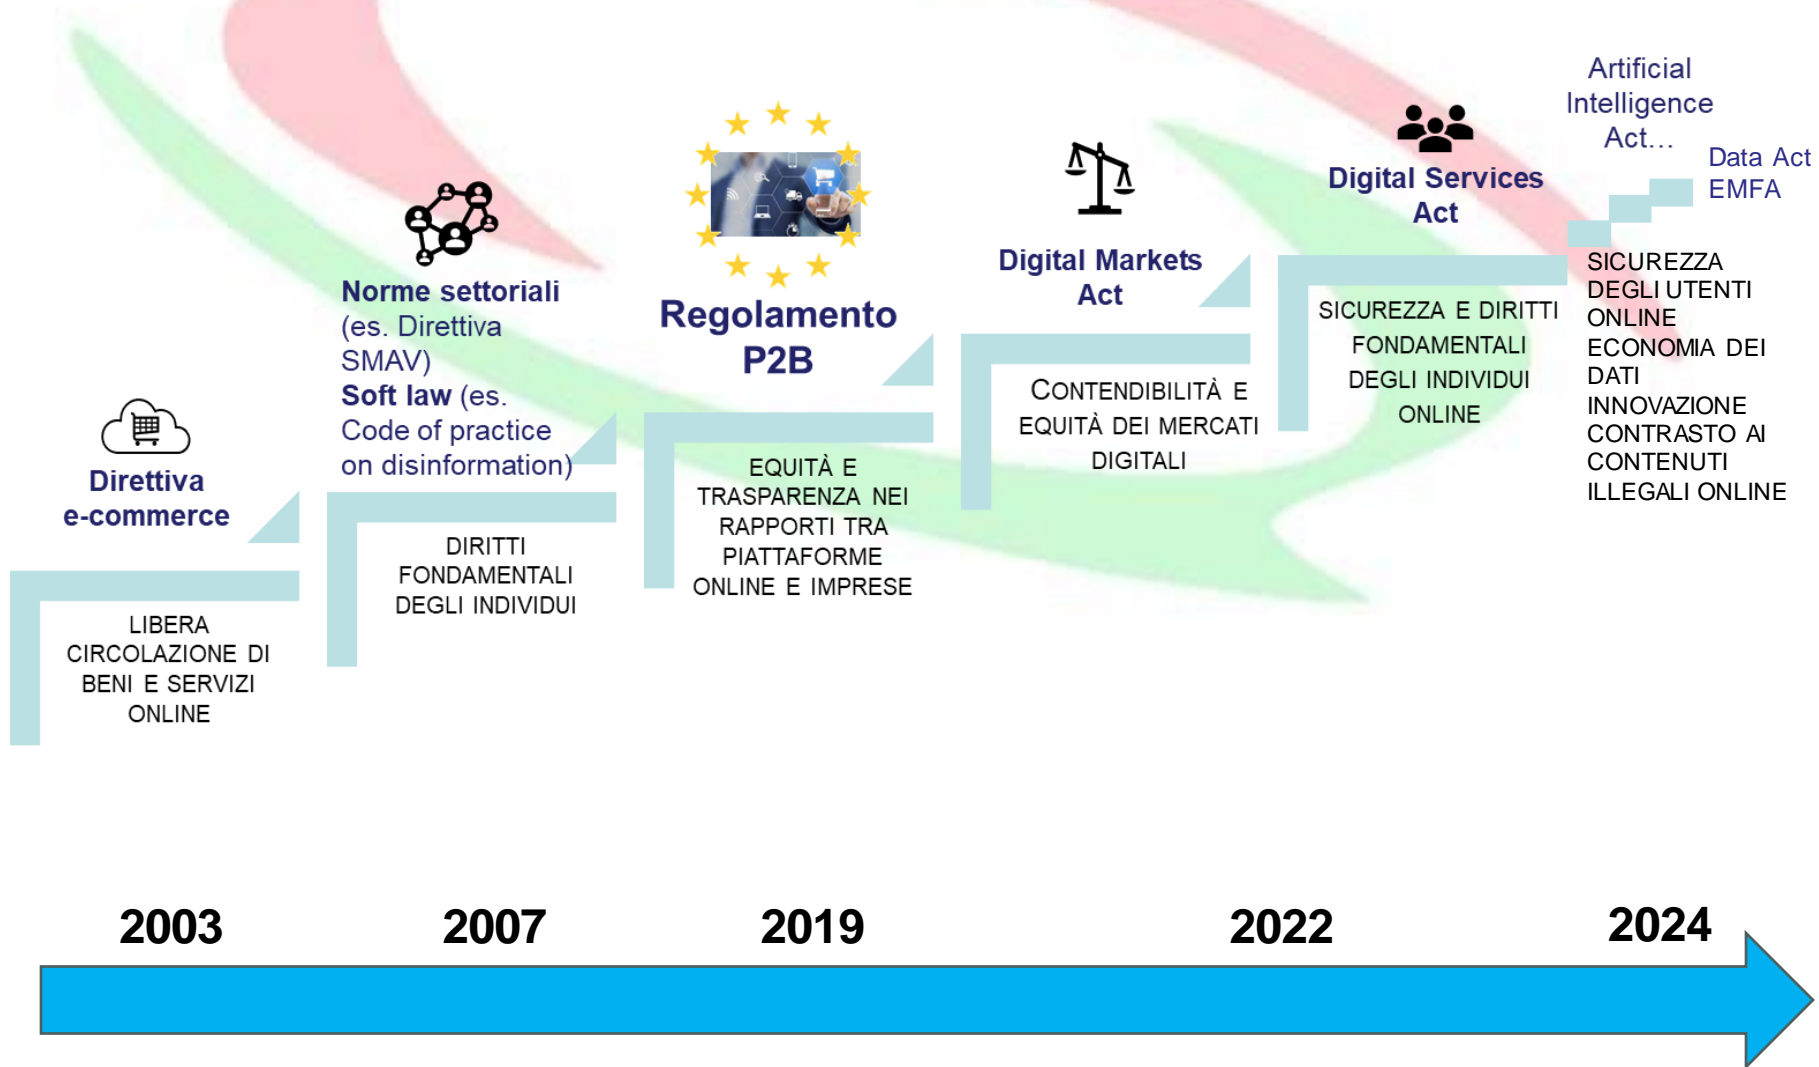 Direttiva
e-commerce
LIBERA
CIRCOLAZIONE DI
BENI E SERVIZI
ONLINE
Norme settoriali
(es. Direttiva
SMAV)
Soft law (es.
Code of practice
on disinformation)
DIRITTI
FONDAMENTALI
DEGLI INDIVIDUI
Regolamento
P2B
EQUITÀ E
TRASPARENZA NEI
RAPPORTI TRA
PIATTAFORME
ONLINE E IMPRESE
Digital Markets
Act
CONTENDIBILITÀ E
EQUITÀ DEI MERCATI
DIGITALI
Digital Services
Act
SICUREZZA E DIRITTI
FONDAMENTALI
DEGLI INDIVIDUI
ONLINE
Artificial
Intelligence
Act...
Data Act
EMFA
SICUREZZA
DEGLI UTENTI
ONLINE
ECONOMIA DEI
DATI
INNOVAZIONE
CONTRASTO AI
CONTENUTI
ILLEGALI ONLINE
2003
2007
2019
2022
2024